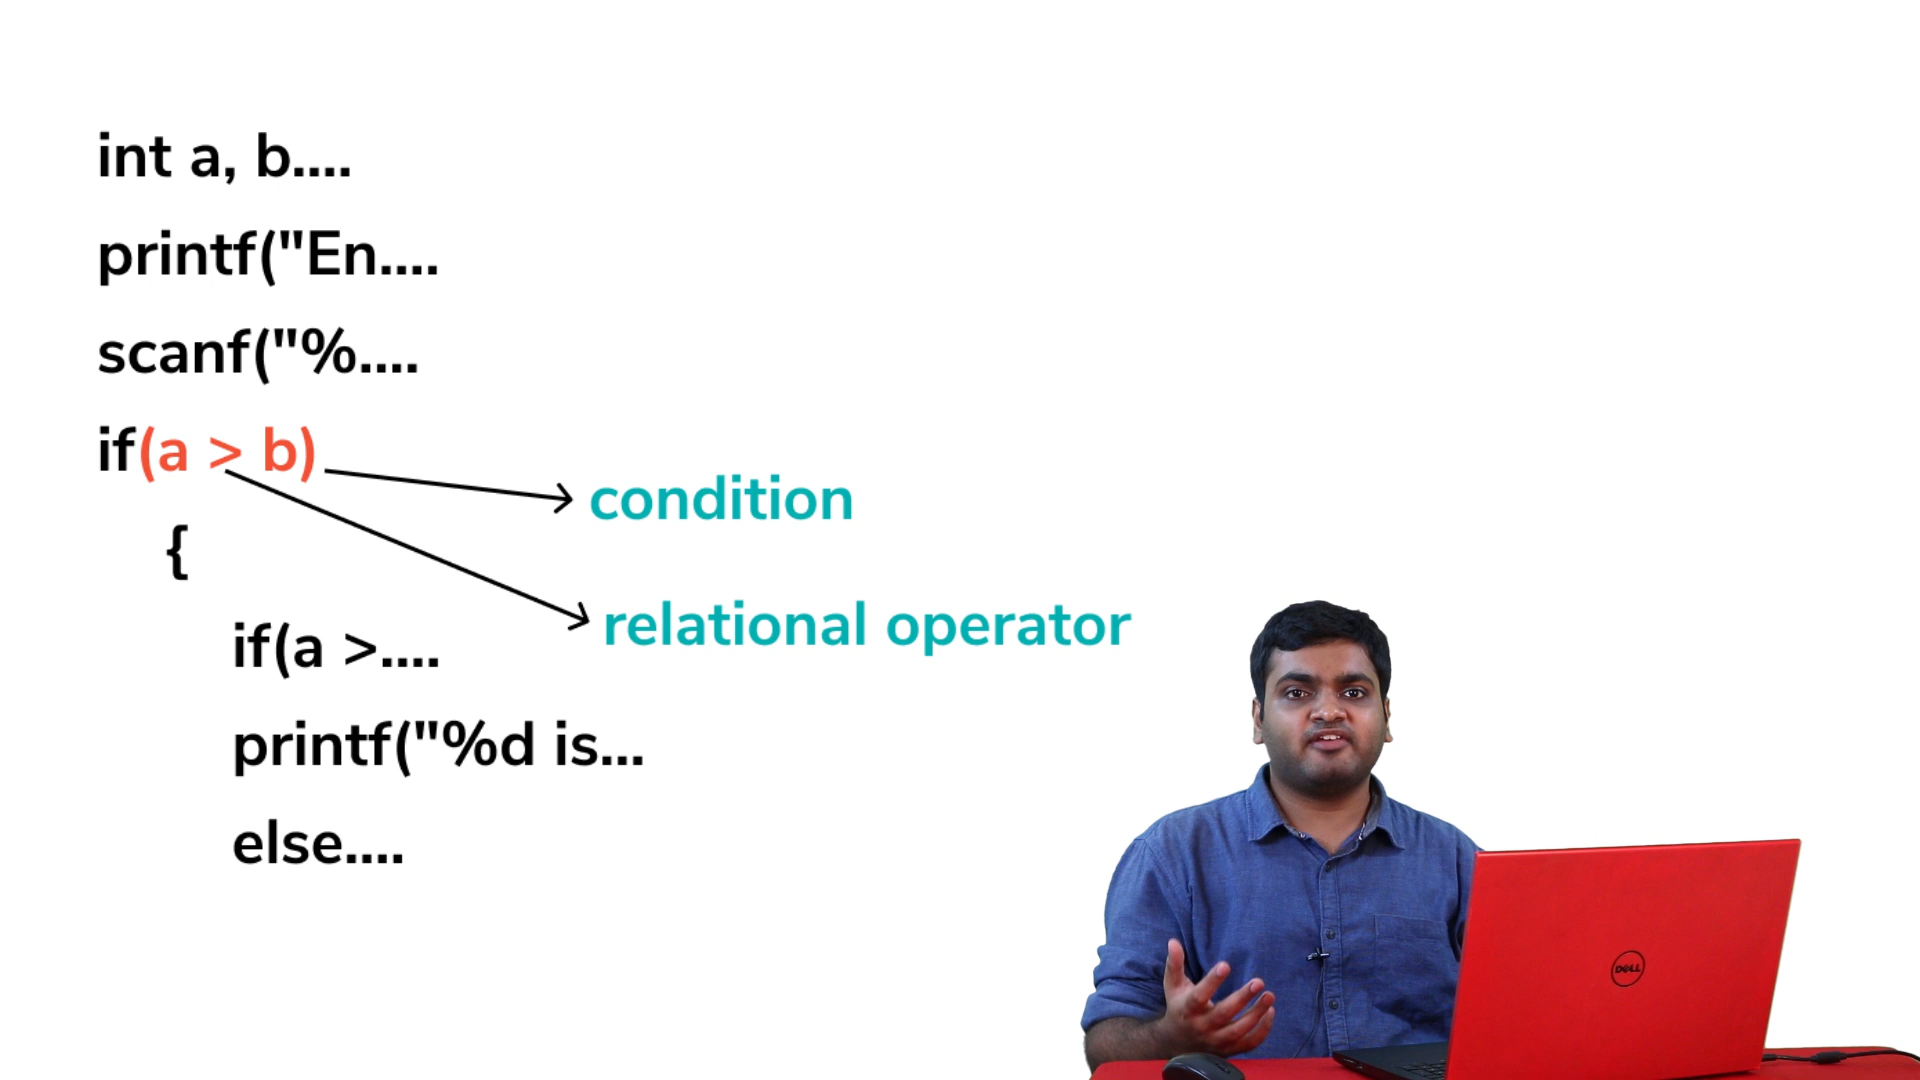 int a, b....
printf("En....
scanf("%....
if(a > b)
condition
{
relational operator
if(a >....
printf("%d is...
else....
DELL